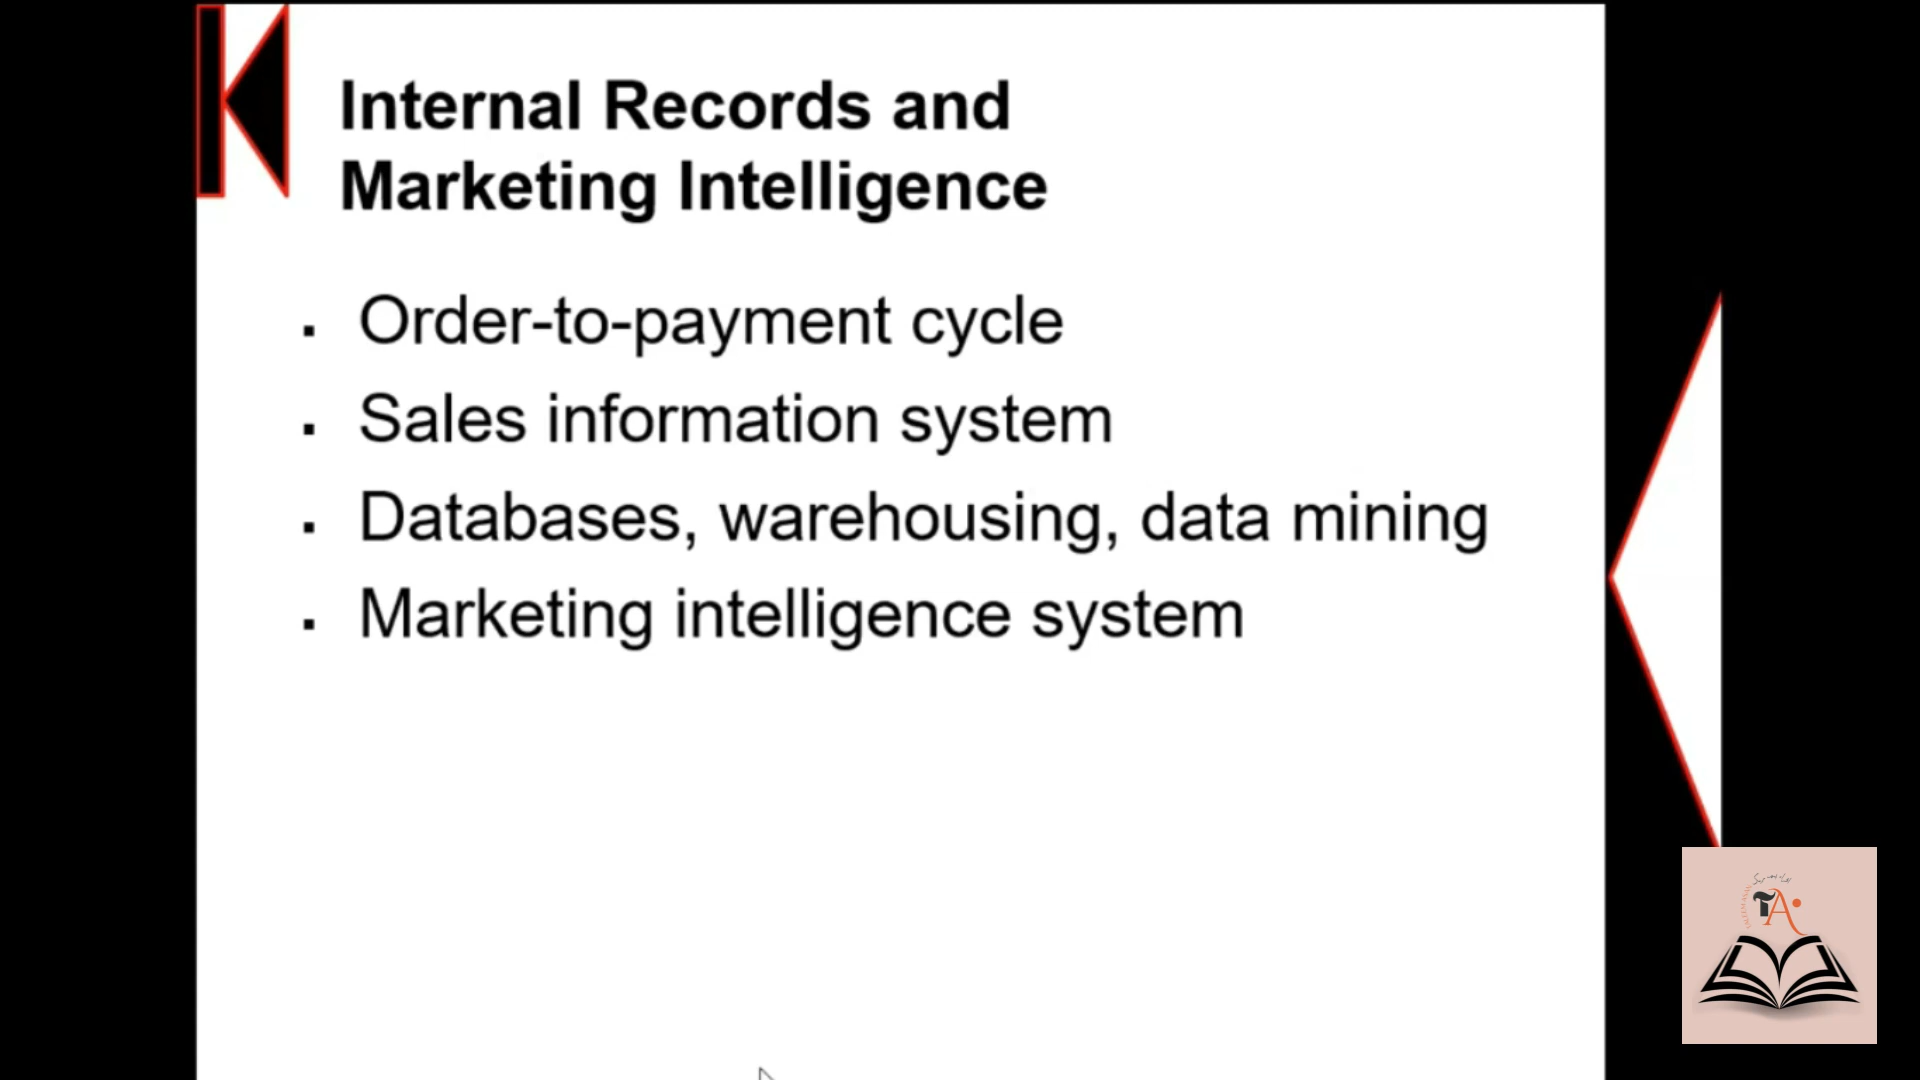 Internal Records and
Marketing Intelligence
▪ Order-to-payment cycle
▪ Sales information system
▪ Databases, warehousing, data mining
▪ Marketing intelligence system
TA